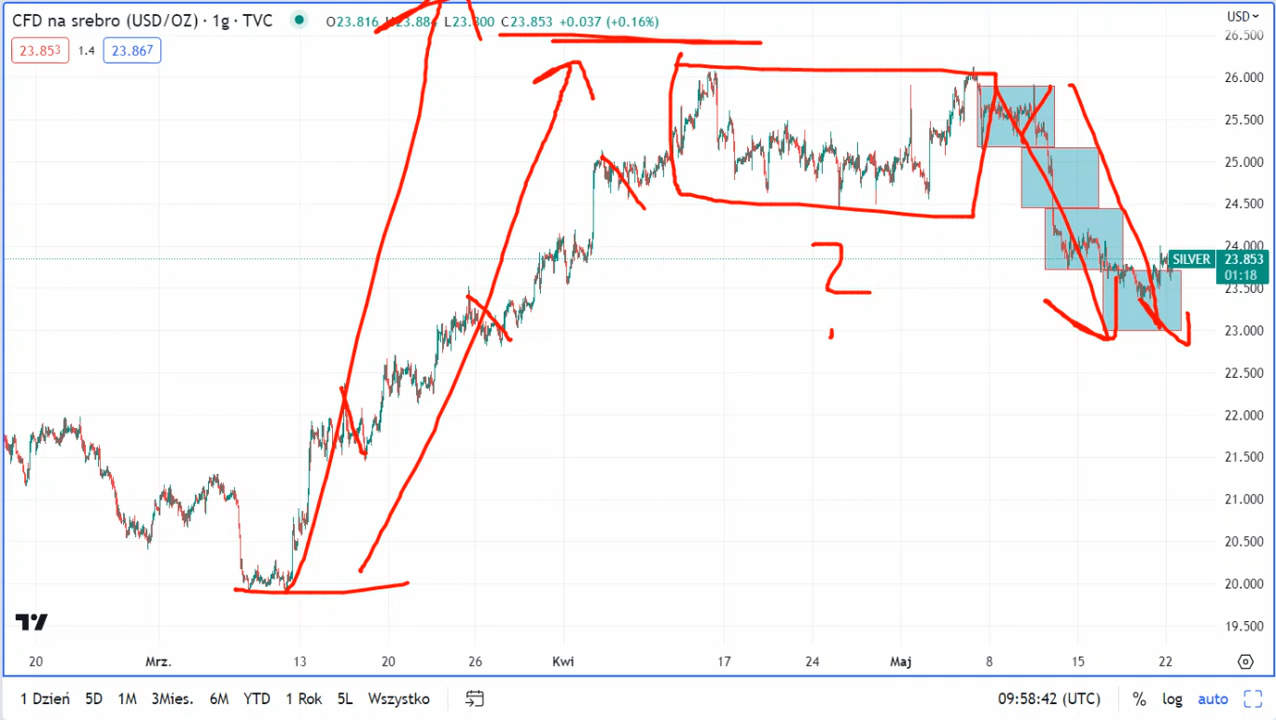 CFD na srebro (USD/OZ) · 1g · TVC O23.816 L23.800 C23.853 +0.037 (+0.16%)
USD
23.853 1.4 23.867
26.500
26.000
25.500
25.000
24.500
24.000
SILVER 23.853
01:18
23.500
23.000
22.500
22.000
21.500
21.000
20.500
20.000
19.500
?
20 Mrz. 13 20 26 Kwi 17 24 Maj 8 15 22
1 Dzień 5D 1M 3Mies. 6M YTD 1 Rok 5L Wszystko 09:58:42 (UTC) % log auto